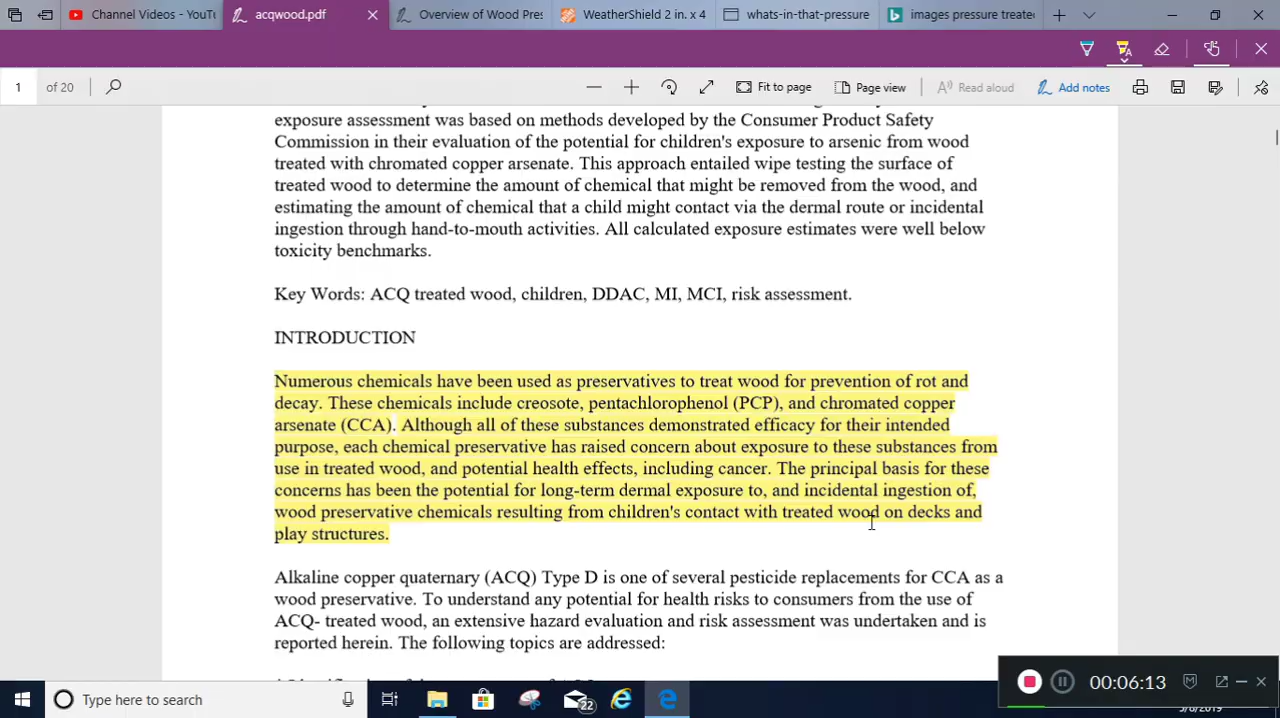 Channel Videos - YouT
acqwood.pdf
Overview of Wood Pres
WeatherShield 2 in. x 4
whats-in-that-pressure
images pressure treate
1 of 20
Fit to page
Page view
Read aloud
Add notes
exposure assessment was based on methods developed by the Consumer Product Safety
Commission in their evaluation of the potential for children's exposure to arsenic from wood
treated with chromated copper arsenate. This approach entailed wipe testing the surface of
treated wood to determine the amount of chemical that might be removed from the wood, and
estimating the amount of chemical that a child might contact via the dermal route or incidental
ingestion through hand-to-mouth activities. All calculated exposure estimates were well below
toxicity benchmarks.
Key Words: ACQ treated wood, children, DDAC, MI, MCI, risk assessment.
INTRODUCTION
Numerous chemicals have been used as preservatives to treat wood for prevention of rot and
decay. These chemicals include creosote, pentachlorophenol (PCP), and chromated copper
arsenate (CCA). Although all of these substances demonstrated efficacy for their intended
purpose, each chemical preservative has raised concern about exposure to these substances from
use in treated wood, and potential health effects, including cancer. The principal basis for these
concerns has been the potential for long-term dermal exposure to, and incidental ingestion of,
wood preservative chemicals resulting from children's contact with treated wood on decks and
play structures.
Alkaline copper quaternary (ACQ) Type D is one of several pesticide replacements for CCA as a
wood preservative. To understand any potential for health risks to consumers from the use of
ACQ- treated wood, an extensive hazard evaluation and risk assessment was undertaken and is
reported herein. The following topics are addressed:
00:06:13
Type here to search
22
5/8/2019